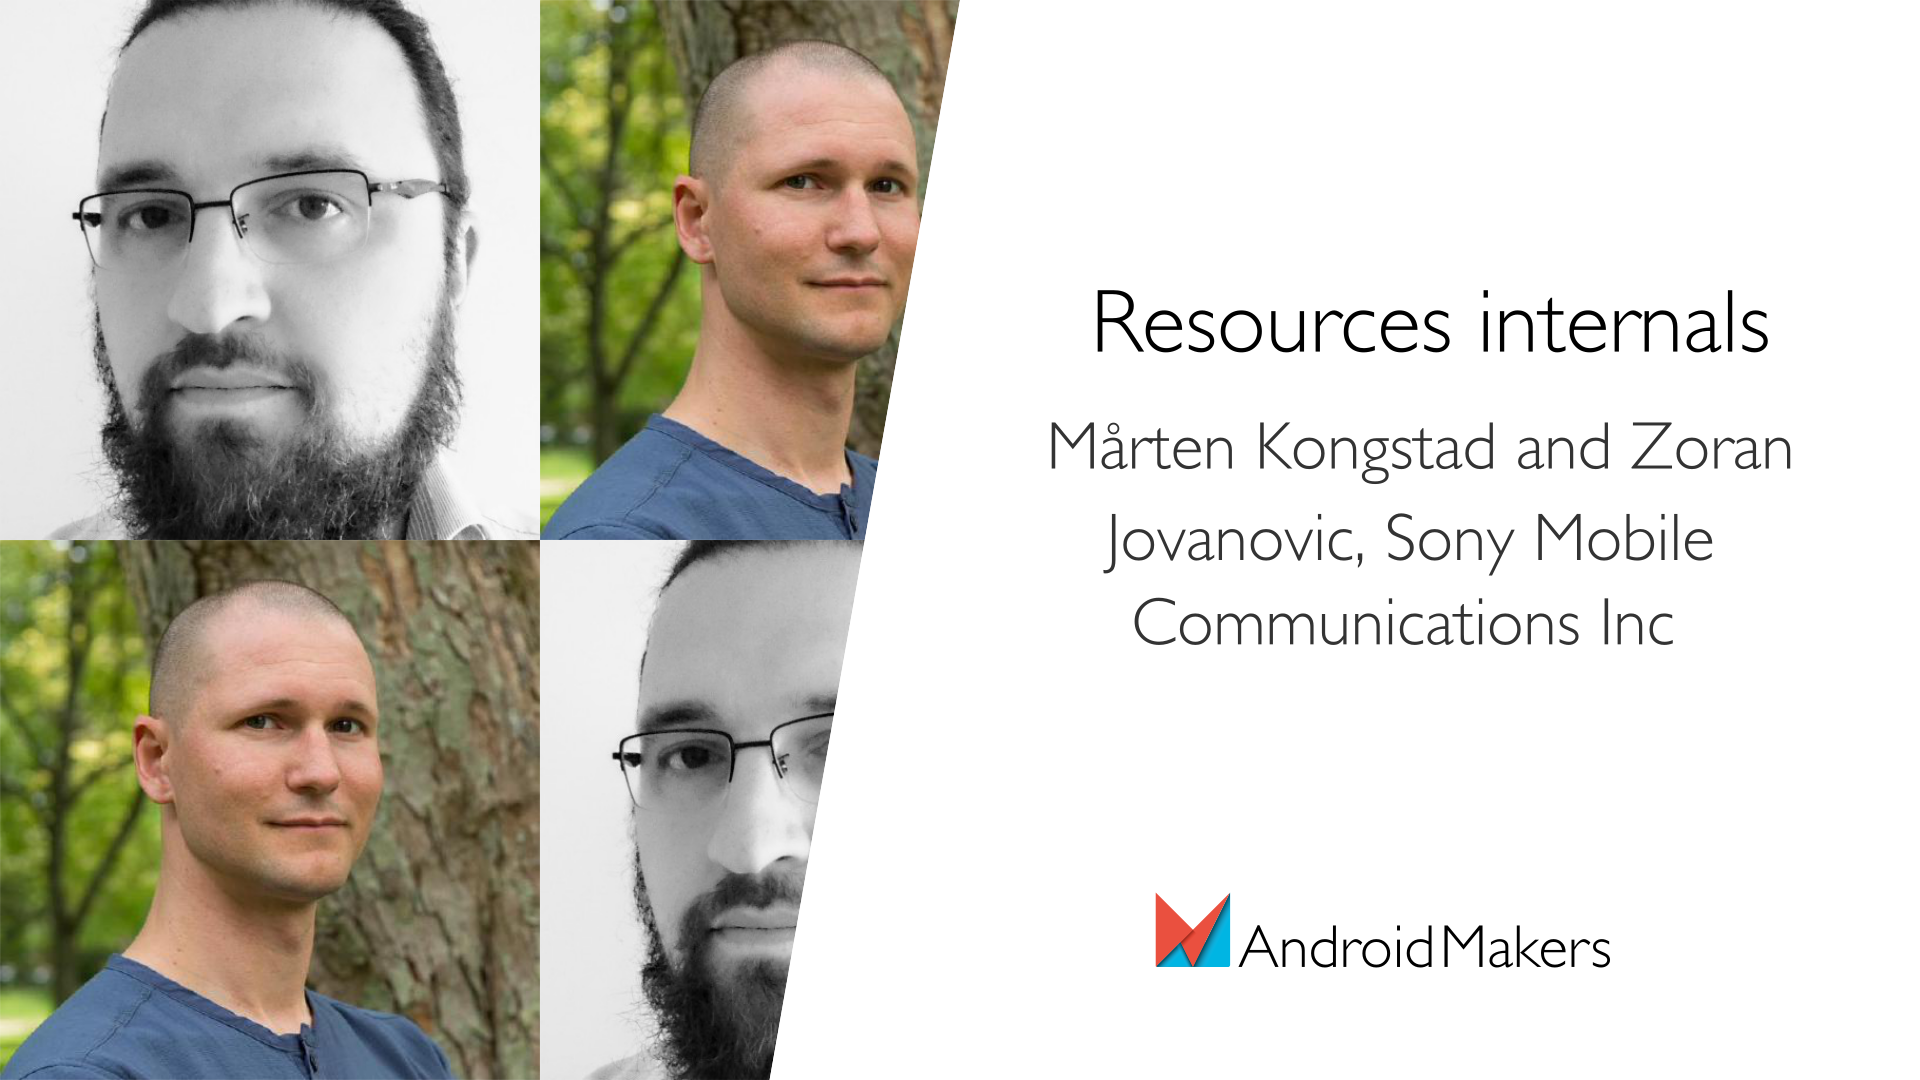 Resources internals
Mårten Kongstad and Zoran
Jovanovic, Sony Mobile
Communications Inc
AndroidMakers